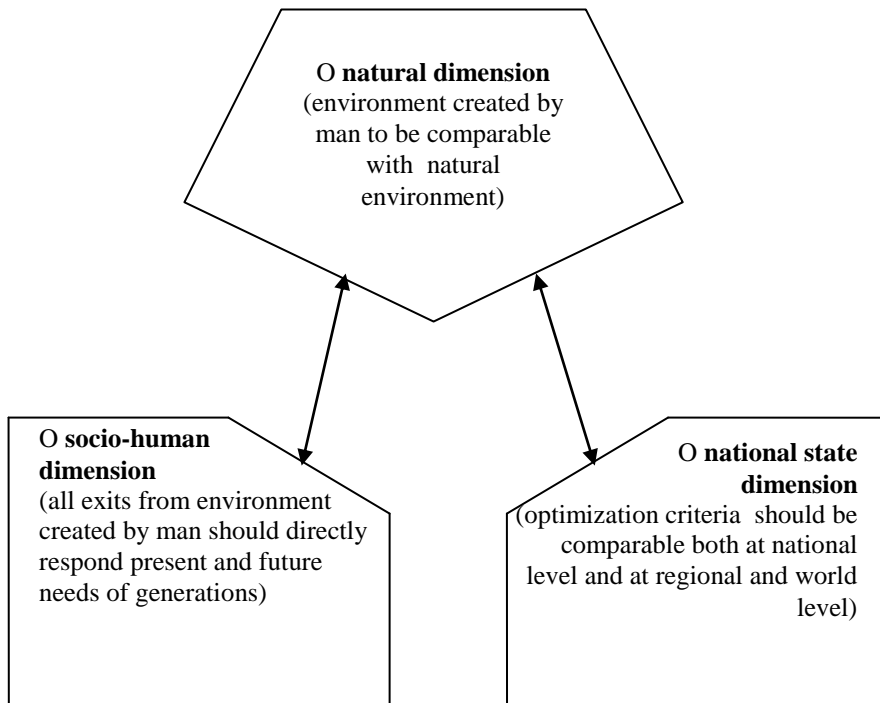 O natural dimension
(environment created by
man to be comparable
with natural
environment)
O socio-human
dimension
(all exits from environment
created by man should directly
respond present and future
needs of generations)
O national state
dimension
(optimization criteria should be
comparable both at national
level and at regional and world
level)